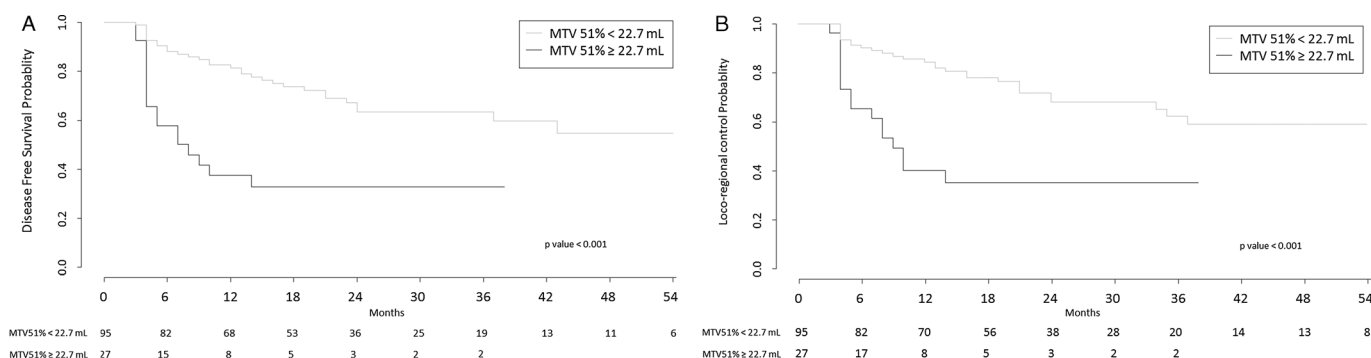 A
Disease Free Survival Probablity
1.0
0.8
0.6
0.4
0.2
0.0
MTV 51% < 22.7 mL
MTV 51% ≥ 22.7 mL
p value < 0.001
0 6 12 18 24 30 36 42 48 54
Months
MTV51% < 22.7 mL 95 82 68 53 36 25 19 13 11 6
MTV51% ≥ 22.7 mL 27 15 8 5 3 2 2
B
Loco-regional control Probablity
1.0
0.8
0.6
0.4
0.2
0.0
MTV 51% < 22.7 mL
MTV 51% ≥ 22.7 mL
p value < 0.001
0 6 12 18 24 30 36 42 48 54
Months
MTV51% < 22.7 mL 95 82 70 56 38 28 20 14 13 8
MTV51% ≥ 22.7 mL 27 17 8 5 3 2 2